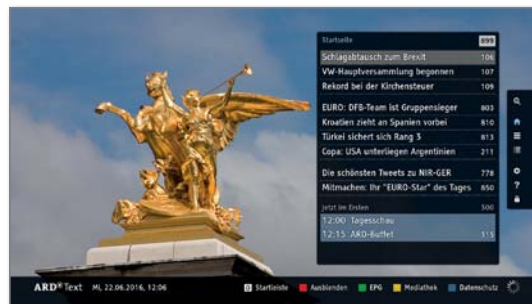 Startseite 899
Schlagabtausch zum Brexit 106
VW-Hauptversammlung begonnen 107
Rekord bei der Kirchensteuer 109
EURO: DFB-Team ist Gruppensieger 803
Kroatien zieht an Spanien vorbei 810
Türkei sichert sich Rang 3 813
Copa: USA unterliegen Argentinien 211
Die schönsten Tweets zu NIR-GER 778
Mitmachen: Ihr "EURO-Star" des Tages 850
Jetzt im Ersten 300
12:00 Tagesschau
12:15 ARD-Buffet 315
ARD Text Mi, 22.06.2016, 12:06 0 Startleiste Ausblenden EPG Mediathek Datenschutz